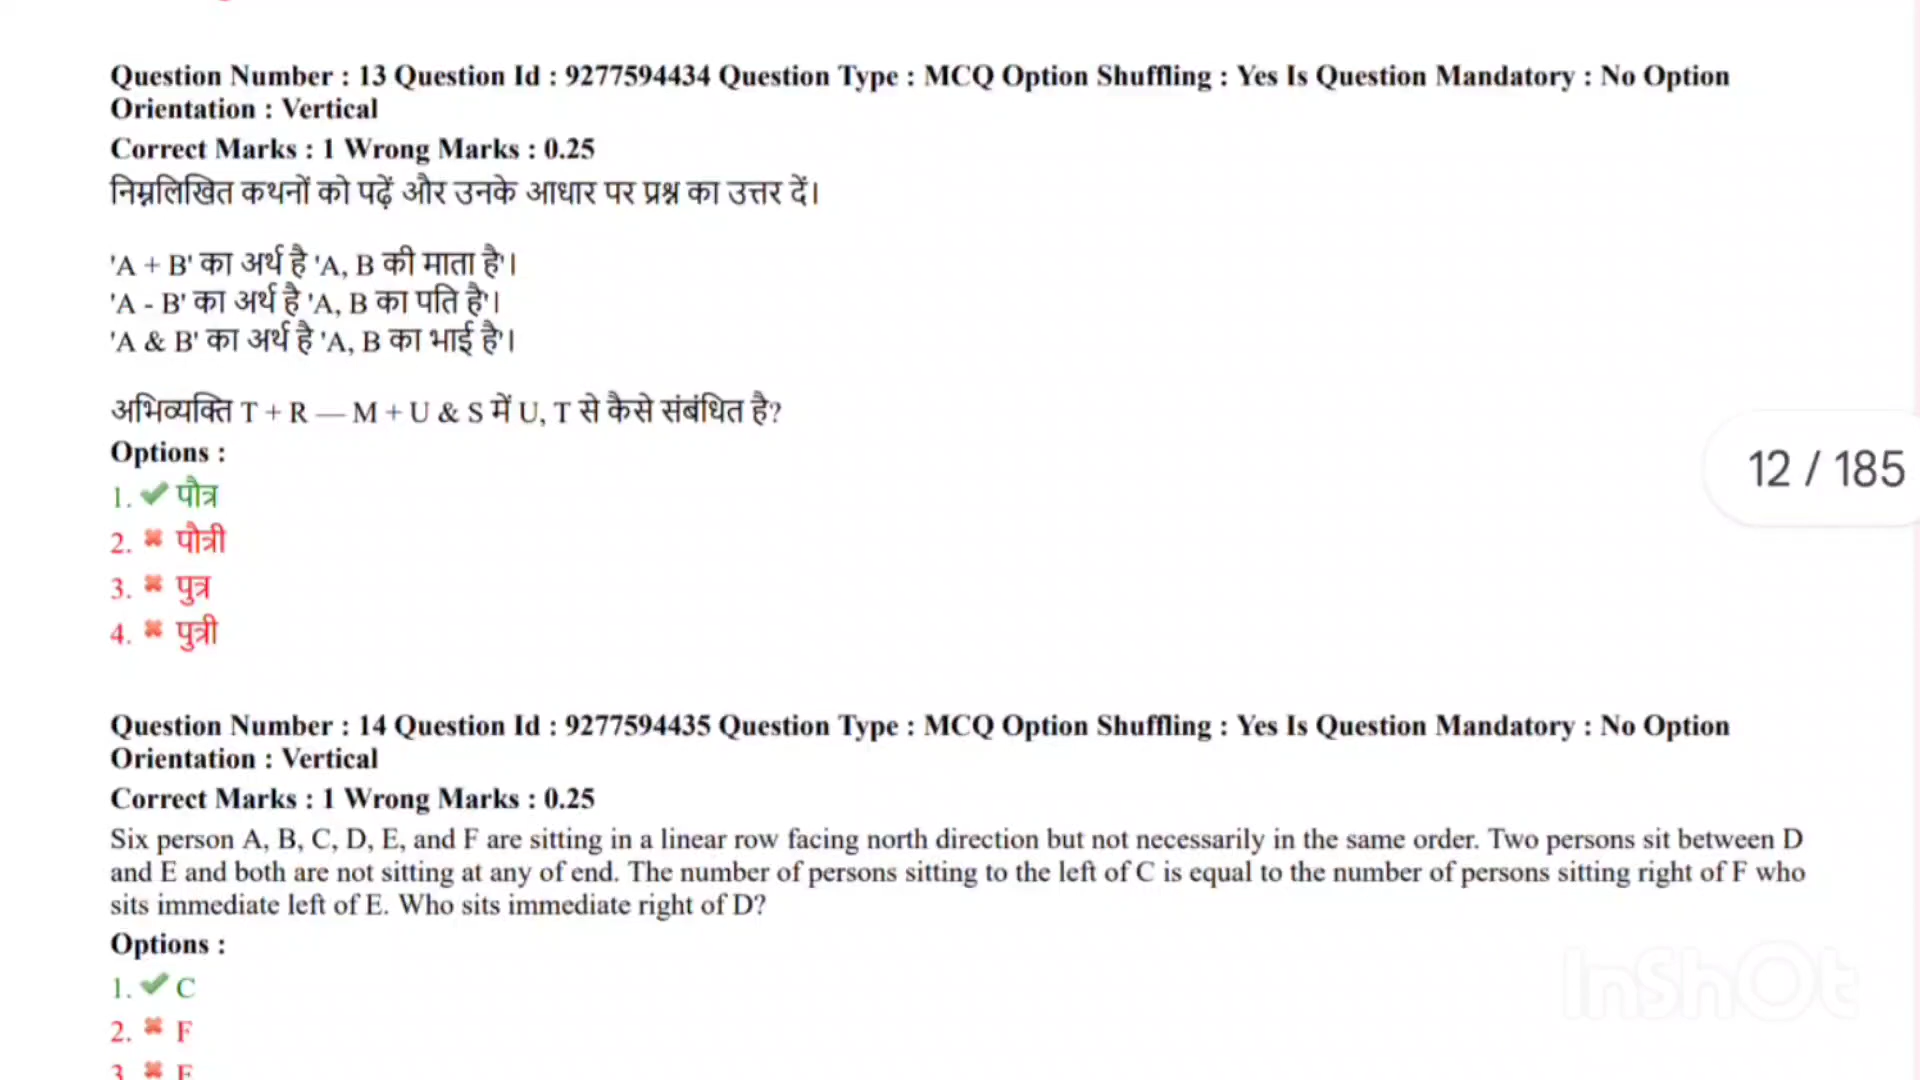 Question Number : 13 Question Id : 9277594434 Question Type : MCQ Option Shuffling : Yes Is Question Mandatory : No Option
Orientation : Vertical
Correct Marks : 1 Wrong Marks : 0.25
निम्नलिखित कथनों को पढ़ें और उनके आधार पर प्रश्न का उत्तर दें।
'A + B' का अर्थ है 'A, B की माता है'।
'A - B' का अर्थ है 'A, B का पति है'।
'A & B' का अर्थ है 'A, B का भाई है'।
अभिव्यक्ति T + R — M + U & S में U, T से कैसे संबंधित है?
Options :
12 / 185
1. ✔ पौत्र
2. ✖ पौत्री
3. ✖ पुत्र
4. ✖ पुत्री
Question Number : 14 Question Id : 9277594435 Question Type : MCQ Option Shuffling : Yes Is Question Mandatory : No Option
Orientation : Vertical
Correct Marks : 1 Wrong Marks : 0.25
Six person A, B, C, D, E, and F are sitting in a linear row facing north direction but not necessarily in the same order. Two persons sit between D
and E and both are not sitting at any of end. The number of persons sitting to the left of C is equal to the number of persons sitting right of F who
sits immediate left of E. Who sits immediate right of D?
Options :
1. ✔ C
2. ✖ F
InShOt